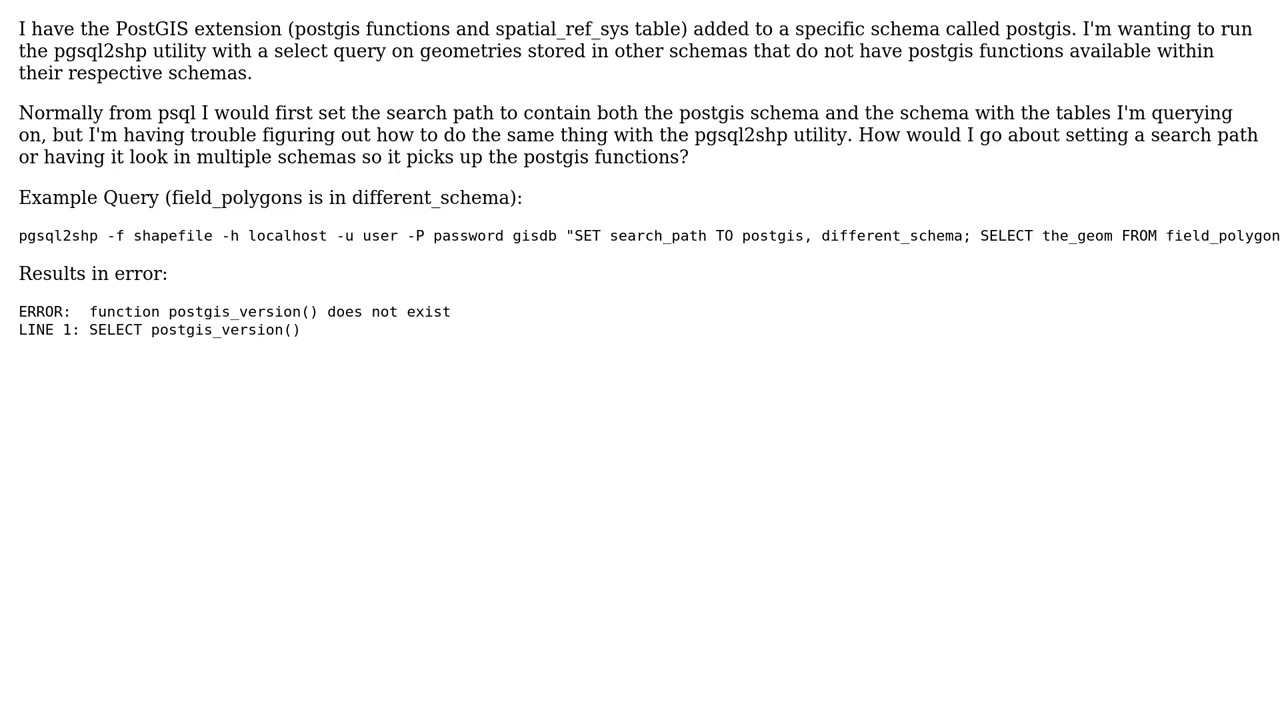 I have the PostGIS extension (postgis functions and spatial_ref_sys table) added to a specific schema called postgis. I'm wanting to run
the pgsql2shp utility with a select query on geometries stored in other schemas that do not have postgis functions available within
their respective schemas.
Normally from psql I would first set the search path to contain both the postgis schema and the schema with the tables I'm querying
on, but I'm having trouble figuring out how to do the same thing with the pgsql2shp utility. How would I go about setting a search path
or having it look in multiple schemas so it picks up the postgis functions?
Example Query (field_polygons is in different_schema):
pgsql2shp -f shapefile -h localhost -u user -P password gisdb "SET search_path TO postgis, different_schema; SELECT the_geom FROM field_polygon
Results in error:
ERROR:  function postgis_version() does not exist
LINE 1: SELECT postgis_version()